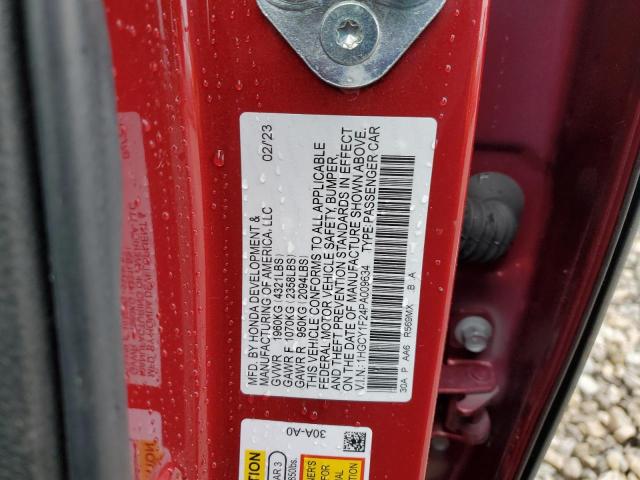 MFD. BY HONDA DEVELOPMENT & 02/23
MANUFACTURING OF AMERICA, LLC
GVWR 1960KG(4321LBS)
GAWR F 1070KG(2358LBS)
GAWR R 950KG(2094LBS)
THIS VEHICLE CONFORMS TO ALL APPLICABLE
FEDERAL MOTOR VEHICLE SAFETY, BUMPER,
AND THEFT PREVENTION STANDARDS IN EFFECT
ON THE DATE OF MANUFACTURE SHOWN ABOVE.
V.I.N.:1HGCY1F24PA009634 TYPE:PASSENGER CAR
30A P AA6 R569MX B A
30A-A0